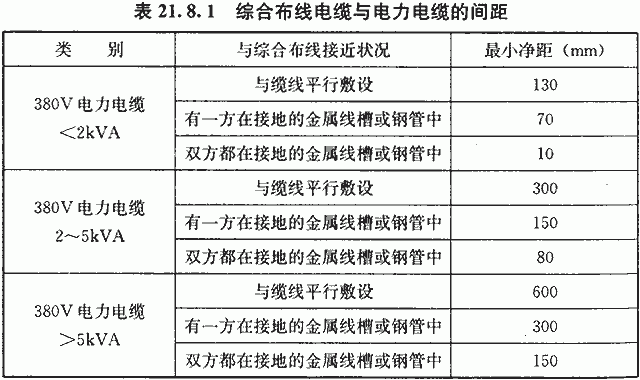 表 21.8.1 综合布线电缆与电力电缆的间距
类 别 与综合布线接近状况 最小净距（mm）
380V 电力电缆
＜2kVA
与缆线平行敷设 130
有一方在接地的金属线槽或钢管中 70
双方都在接地的金属线槽或钢管中 10
380V 电力电缆
2～5kVA
与缆线平行敷设 300
有一方在接地的金属线槽或钢管中 150
双方都在接地的金属线槽或钢管中 80
380V 电力电缆
＞5kVA
与缆线平行敷设 600
有一方在接地的金属线槽或钢管中 300
双方都在接地的金属线槽或钢管中 150